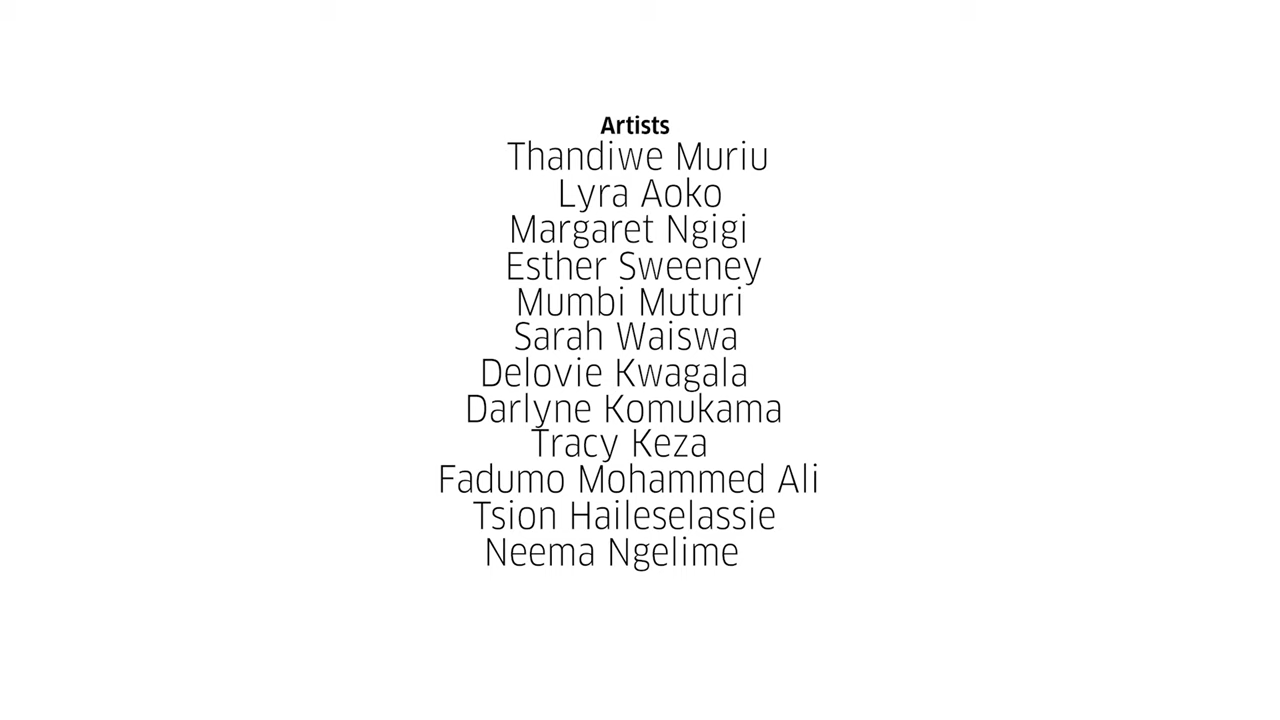 Artists
Thandiwe Muriu
Lyra Aoko
Margaret Ngigi
Esther Sweeney
Mumbi Muturi
Sarah Waiswa
Delovie Kwagala
Darlyne Komukama
Tracy Keza
Fadumo Mohammed Ali
Tsion Haileselassie
Neema Ngelime